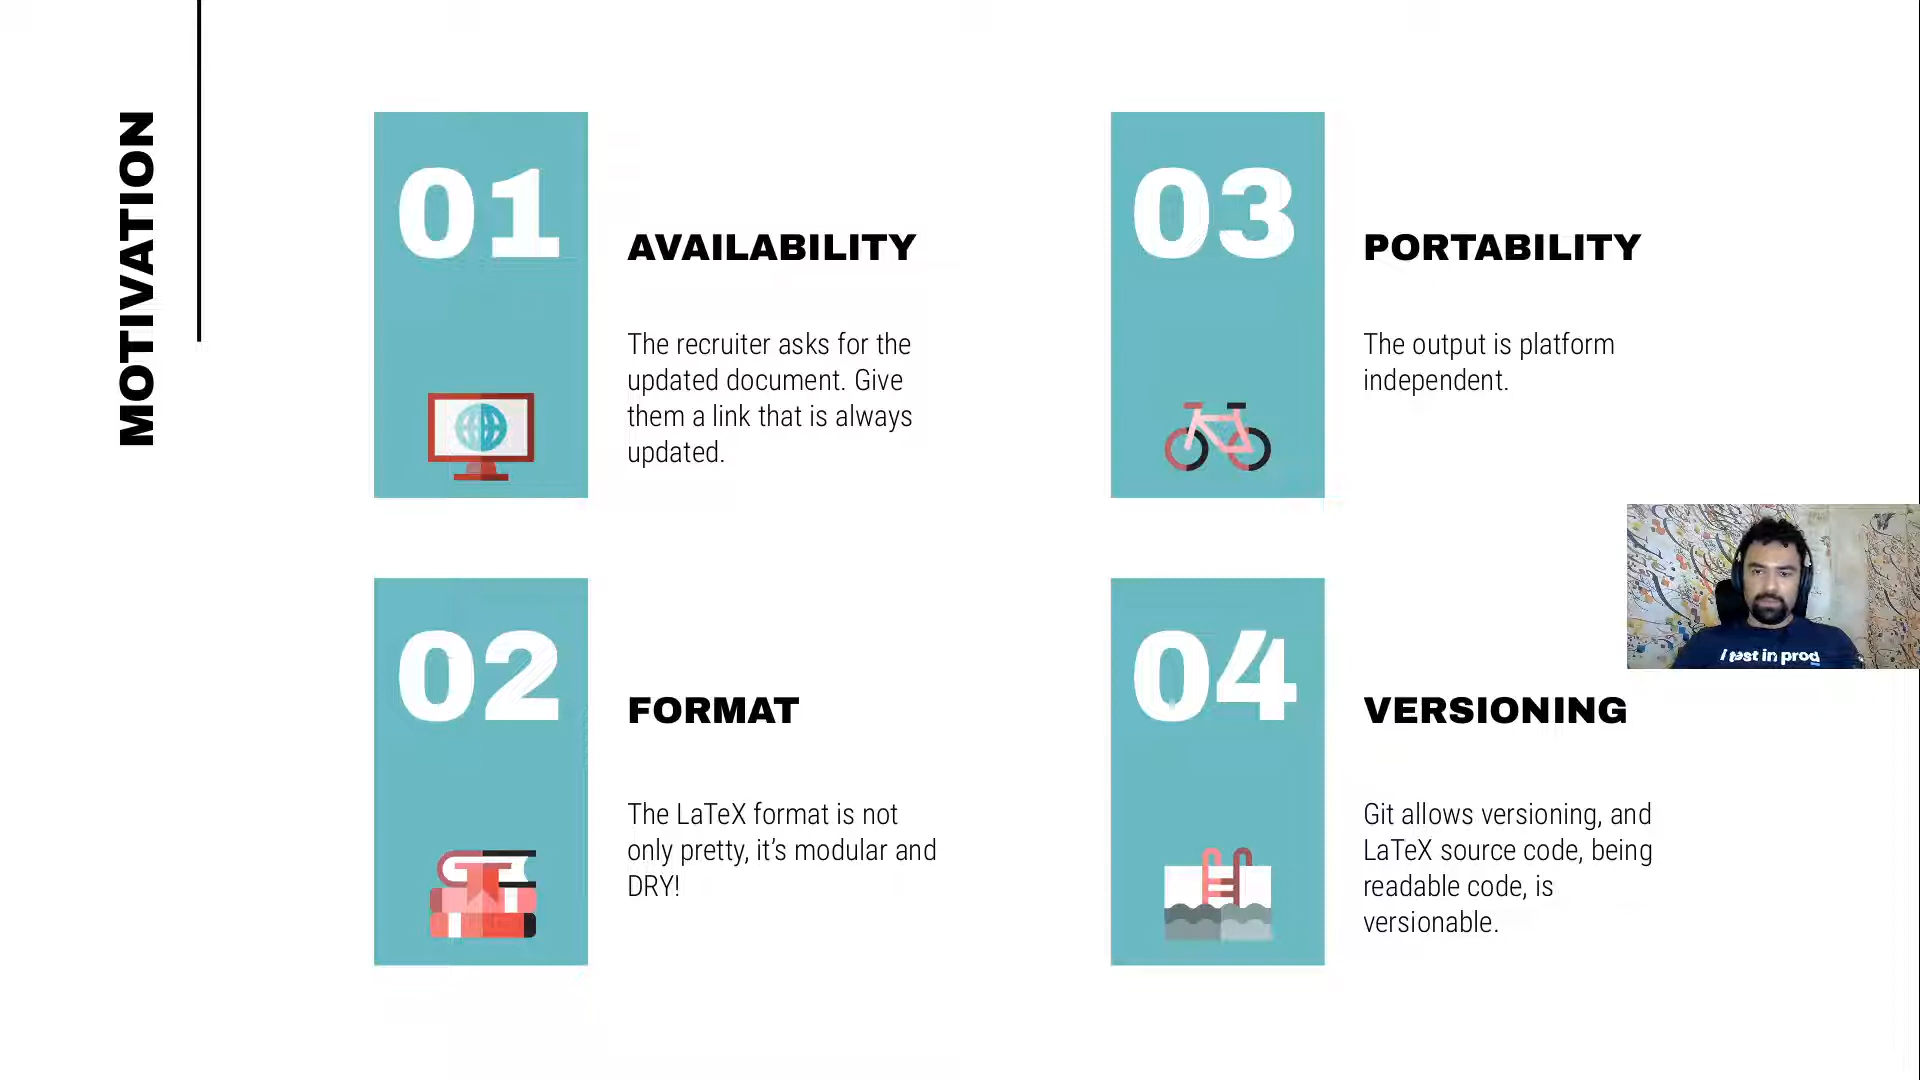 MOTIVATION
01
AVAILABILITY
The recruiter asks for the
updated document. Give
them a link that is always
updated.
02
FORMAT
The LaTeX format is not
only pretty, it’s modular and
DRY!
03
PORTABILITY
The output is platform
independent.
04
VERSIONING
Git allows versioning, and
LaTeX source code, being
readable code, is
versionable.
I test in prod